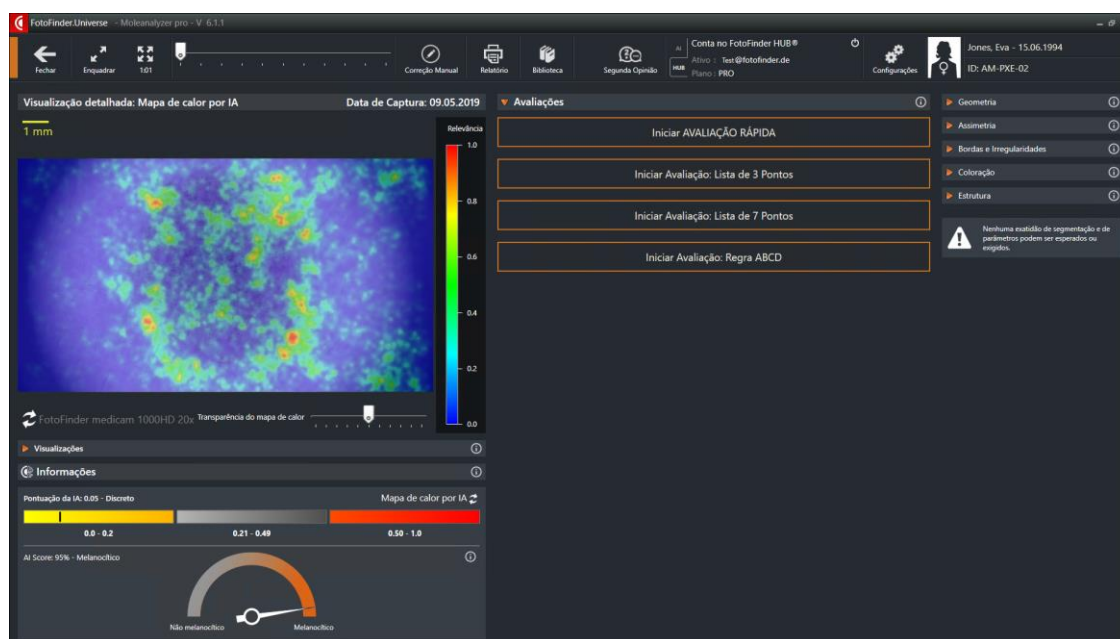 FotoFinder.Universe - Moleanalyzer pro - V 6.1.1
Fechar
Enquadrar
1:01
Correção Manual
Relatório
Biblioteca
Segunda Opinião
AI
HUB
Conta no FotoFinder HUB®
Ativo : Test@fotofinder.de
Plano : PRO
Configurações
Jones, Eva - 15.06.1994
ID: AM-PXE-02
Visualização detalhada: Mapa de calor por IA
Data de Captura: 09.05.2019
1 mm
Relevância
1.0
0.8
0.6
0.4
0.2
0.0
FotoFinder medicam 1000HD 20x
Transparência do mapa de calor
Visualizações
Informações
Pontuação da IA: 0.05 - Discreto
Mapa de calor por IA
0.0 - 0.2
0.21 - 0.49
0.50 - 1.0
AI Score: 95% - Melanocítico
Não melanocítico
Melanocítico
Avaliações
Iniciar AVALIAÇÃO RÁPIDA
Iniciar Avaliação: Lista de 3 Pontos
Iniciar Avaliação: Lista de 7 Pontos
Iniciar Avaliação: Regra ABCD
Geometria
Assimetria
Bordas e Irregularidades
Coloração
Estrutura
Nenhuma exatidão de segmentação e de
parâmetros podem ser esperados ou
exigidos.